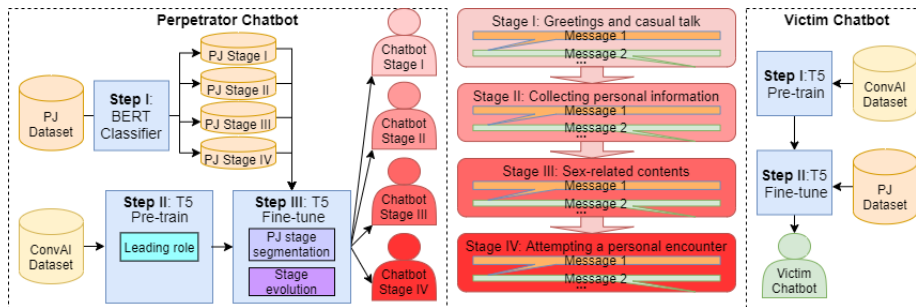 Perpetrator Chatbot
PJ
Dataset
Step I:
BERT
Classifier
PJ Stage I
PJ Stage II
PJ Stage III
PJ Stage IV
ConvAI
Dataset
Step II: T5
Pre-train
Leading role
Step III: T5
Fine-tune
PJ stage
segmentation
Stage
evolution
Chatbot
Stage I
Chatbot
Stage II
Chatbot
Stage III
Chatbot
Stage IV
Stage I: Greetings and casual talk
Message 1
Message 2
...
Stage II: Collecting personal information
Message 1
Message 2
...
Stage III: Sex-related contents
Message 1
Message 2
...
Stage IV: Attempting a personal encounter
Message 1
Message 2
...
Victim Chatbot
Step I:T5
Pre-train
ConvAI
Dataset
Step II:T5
Fine-tune
PJ
Dataset
Victim
Chatbot